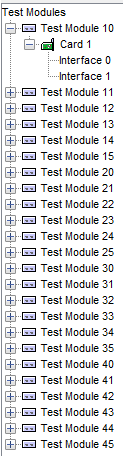 Test Modules
Test Module 10
Card 1
Interface 0
Interface 1
Test Module 11
Test Module 12
Test Module 13
Test Module 14
Test Module 15
Test Module 20
Test Module 21
Test Module 22
Test Module 23
Test Module 24
Test Module 25
Test Module 30
Test Module 31
Test Module 32
Test Module 33
Test Module 34
Test Module 35
Test Module 40
Test Module 41
Test Module 42
Test Module 43
Test Module 44
Test Module 45